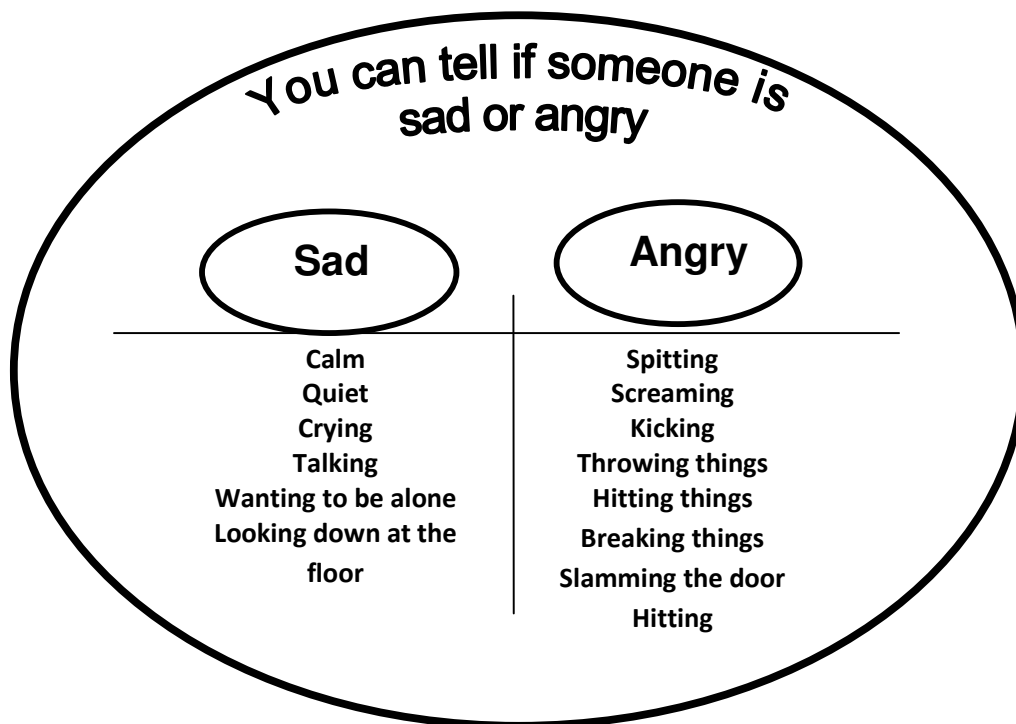 You can tell if someone is
sad or angry
Sad
Calm
Quiet
Crying
Talking
Wanting to be alone
Looking down at the
floor
Angry
Spitting
Screaming
Kicking
Throwing things
Hitting things
Breaking things
Slamming the door
Hitting